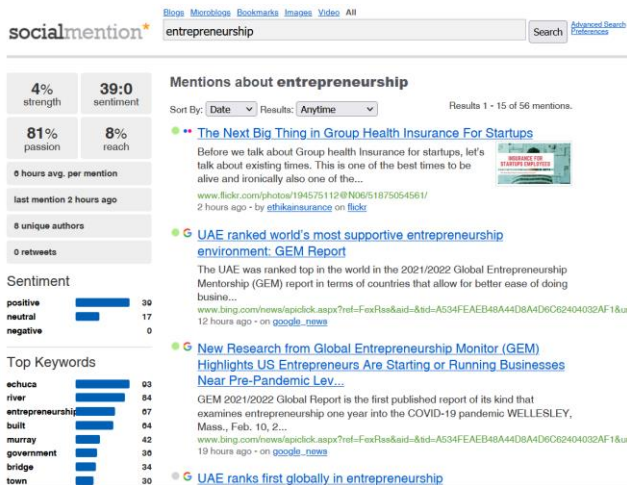 Blogs Microblogs Bookmarks Images Video All
socialmention*
entrepreneurship
Search
Advanced Search
Preferences
4%
strength
39:0
sentiment
81%
passion
8%
reach
6 hours avg. per mention
last mention 2 hours ago
8 unique authors
0 retweets
Sentiment
positive 39
neutral 17
negative 0
Top Keywords
echuca 93
river 84
entrepreneurship 67
built 64
murray 42
government 36
bridge 34
town 30
Mentions about entrepreneurship
Sort By: Date Results: Anytime
Results 1 - 15 of 56 mentions.
The Next Big Thing in Group Health Insurance For Startups
Before we talk about Group health Insurance for startups, let's
talk about existing times. This is one of the best times to be
alive and ironically also one of the...
INSURANCE FOR
STARTUPS EMPLOYEES
www.flickr.com/photos/194575112@N06/51875054561/
2 hours ago - by ethikainsurance on flickr
UAE ranked world's most supportive entrepreneurship
environment: GEM Report
The UAE was ranked top in the world in the 2021/2022 Global Entrepreneurship
Mentorship (GEM) report in terms of countries that allow for better ease of doing
busine...
www.bing.com/news/apiclick.aspx?ref=FexRss&aid=&tid=A534FEAEB48A44D8A4D6C62404032AF1&u
12 hours ago - on google_news
New Research from Global Entrepreneurship Monitor (GEM)
Highlights US Entrepreneurs Are Starting or Running Businesses
Near Pre-Pandemic Lev...
GEM 2021/2022 Global Report is the first published report of its kind that
examines entrepreneurship one year into the COVID-19 pandemic WELLESLEY,
Mass., Feb. 10, 2...
www.bing.com/news/apiclick.aspx?ref=FexRss&aid=&tid=A534FEAEB48A44D8A4D6C62404032AF1&u
19 hours ago - on google_news
UAE ranks first globally in entrepreneurship